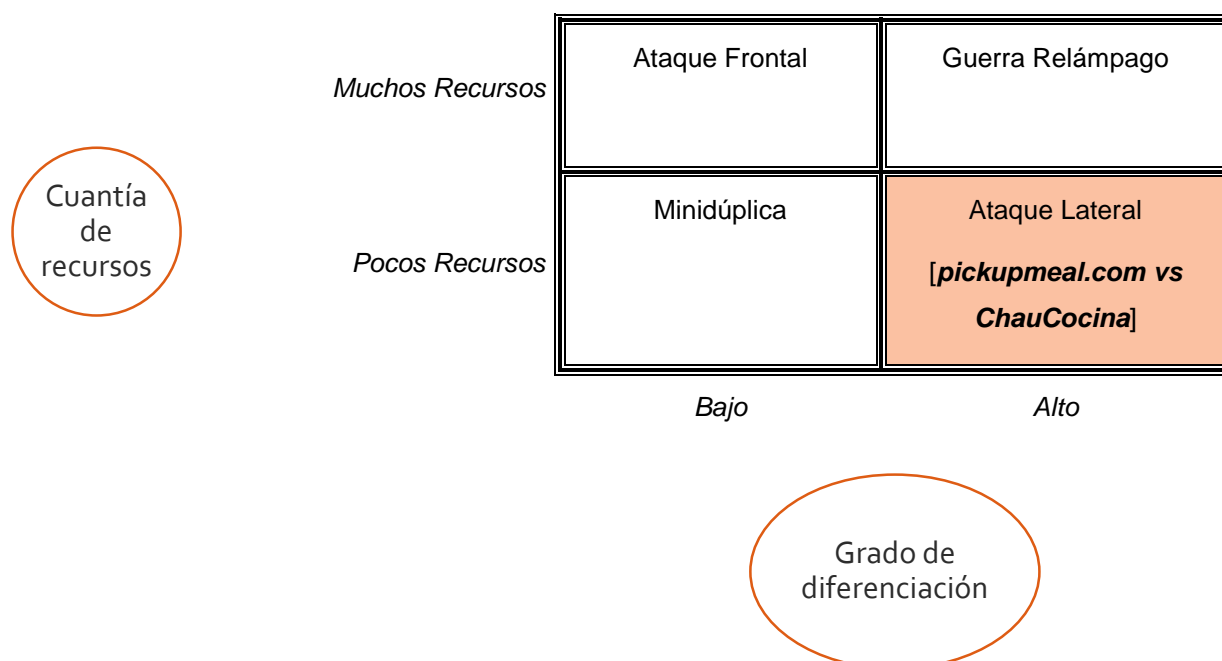 Ataque Frontal
Guerra Relámpago
Muchos Recursos
Cuantía
de
recursos
Minidúplica
Ataque Lateral
Pocos Recursos
[pickupmeal.com vs
ChauCocina]
Bajo
Alto
Grado de
diferenciación